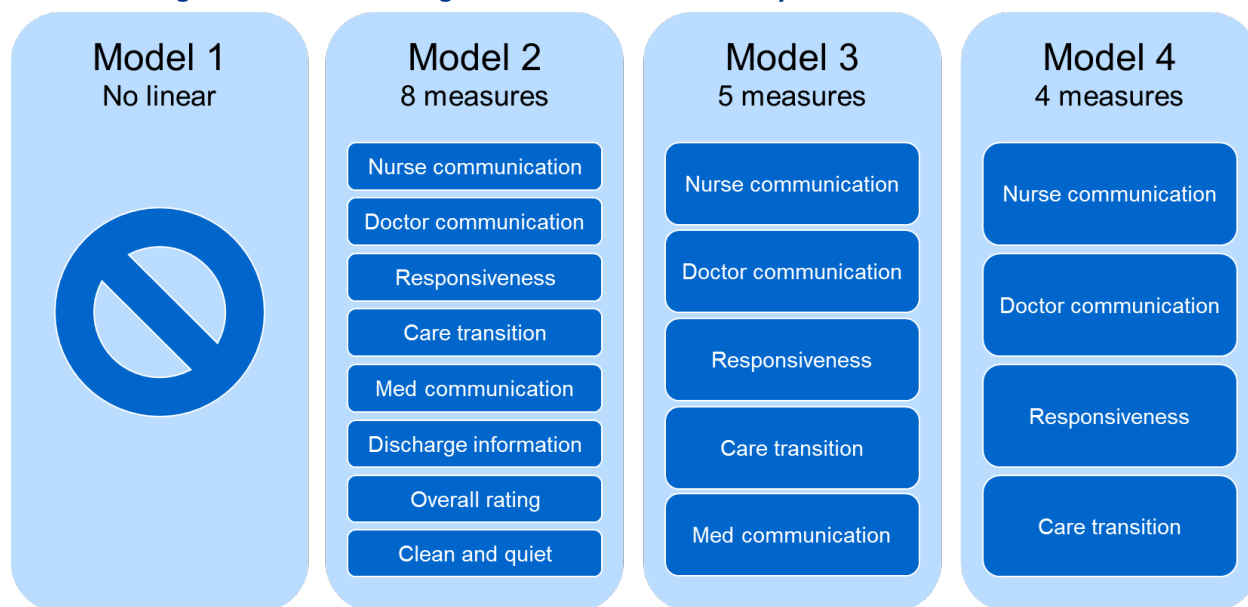 Model 1
No linear
Model 2
8 measures
Nurse communication
Doctor communication
Responsiveness
Care transition
Med communication
Discharge information
Overall rating
Clean and quiet
Model 3
5 measures
Nurse communication
Doctor communication
Responsiveness
Care transition
Med communication
Model 4
4 measures
Nurse communication
Doctor communication
Responsiveness
Care transition